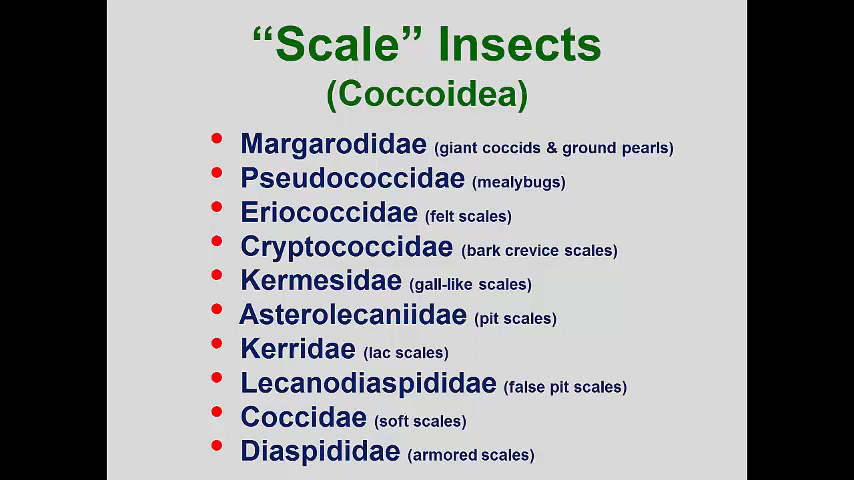 “Scale” Insects
(Coccoidea)
• Margarodidae (giant coccids & ground pearls)
• Pseudococcidae (mealybugs)
• Eriococcidae (felt scales)
• Cryptococcidae (bark crevice scales)
• Kermesidae (gall-like scales)
• Asterolecaniidae (pit scales)
• Kerridae (lac scales)
• Lecanodiaspididae (false pit scales)
• Coccidae (soft scales)
• Diaspididae (armored scales)